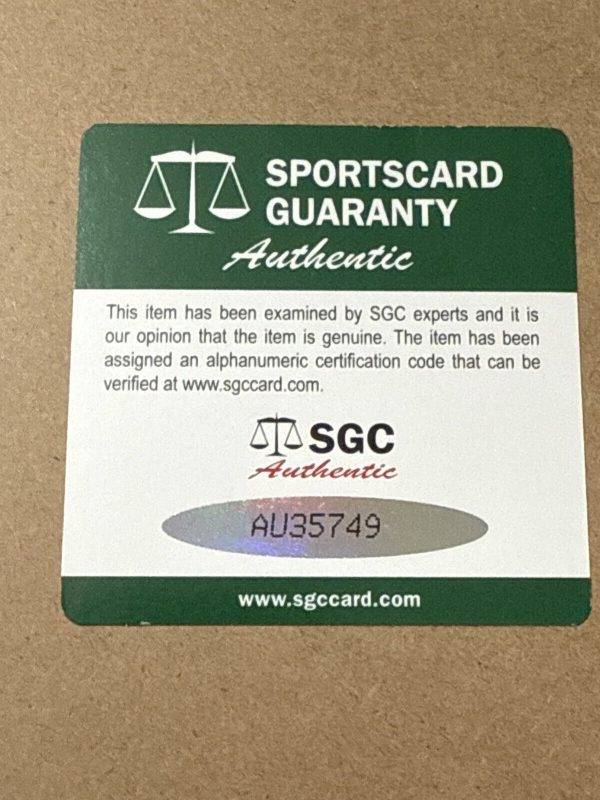 SPORTSCARD
GUARANTY
Authentic
This item has been examined by SGC experts and it is
our opinion that the item is genuine. The item has been
assigned an alphanumeric certification code that can be
verified at www.sgccard.com.
SGC
Authentic
AU35749
www.sgccard.com